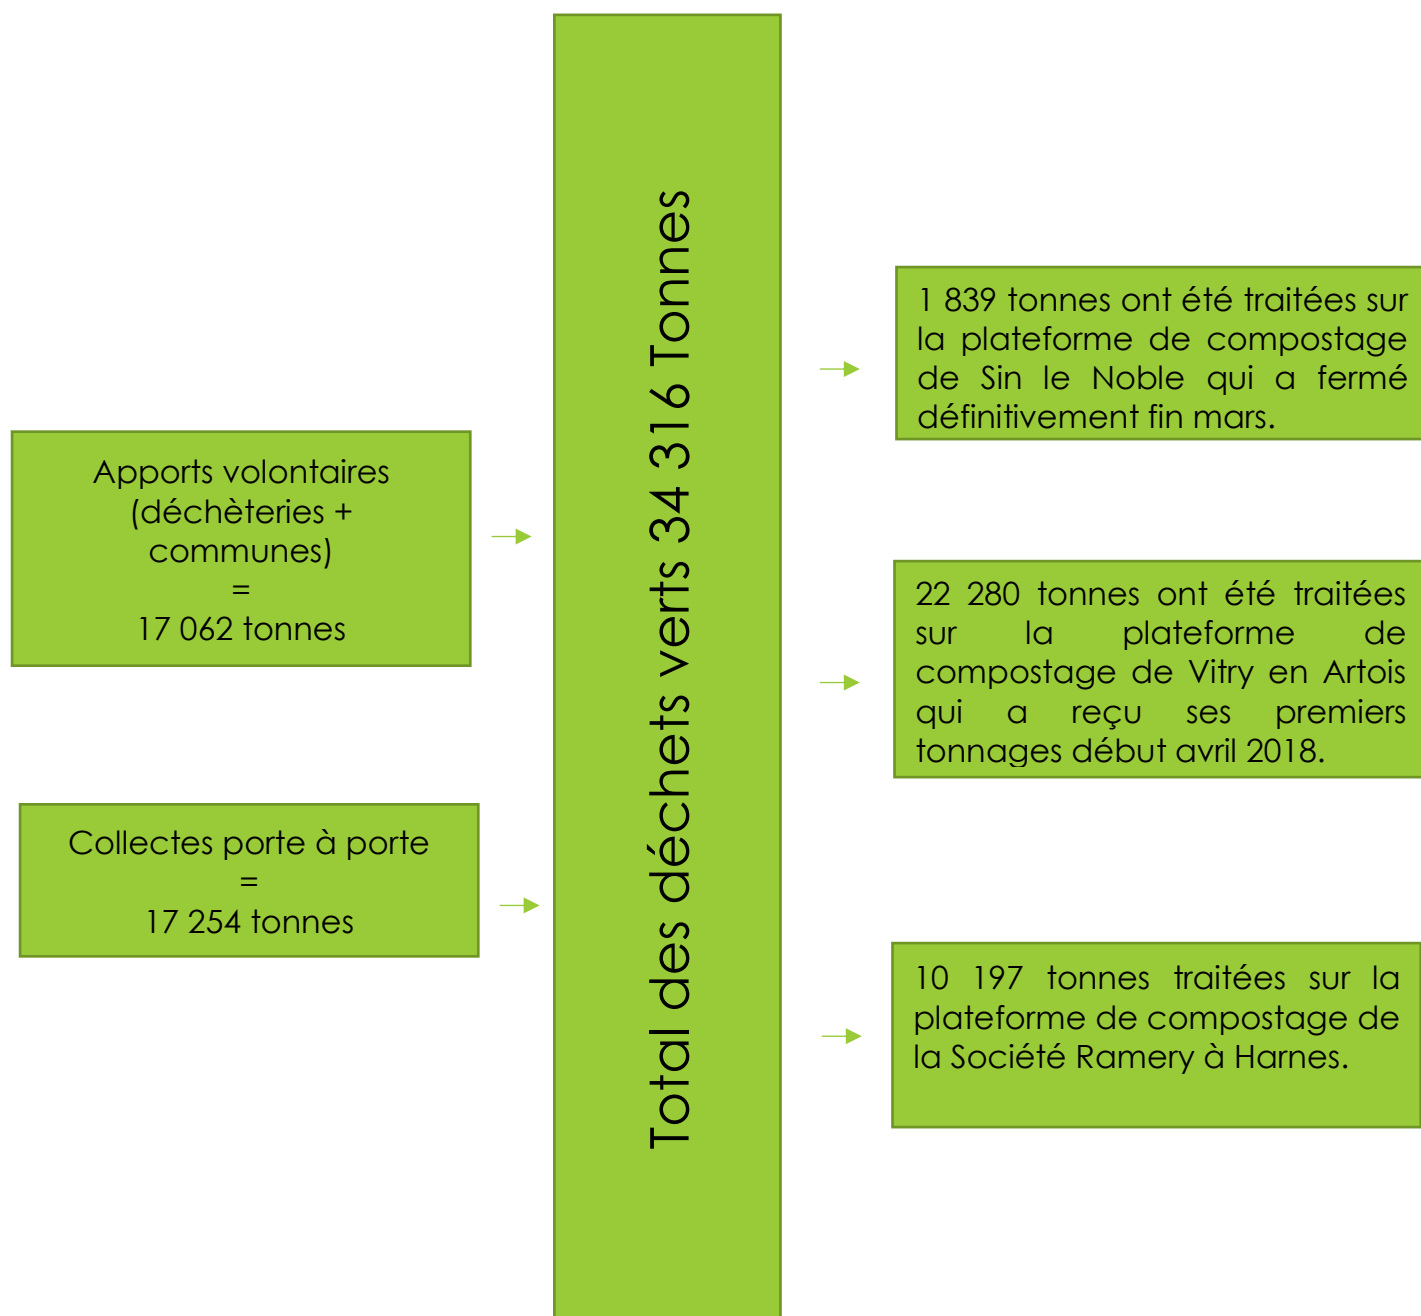 Apports volontaires
(déchèteries +
communes)
=
17 062 tonnes
Collectes porte à porte
=
17 254 tonnes
Total des déchets verts 34 316 Tonnes
1 839 tonnes ont été traitées sur
la plateforme de compostage
de Sin le Noble qui a fermé
définitivement fin mars.
22 280 tonnes ont été traitées
sur la plateforme de
compostage de Vitry en Artois
qui a reçu ses premiers
tonnages début avril 2018.
10 197 tonnes traitées sur la
plateforme de compostage de
la Société Ramery à Harnes.